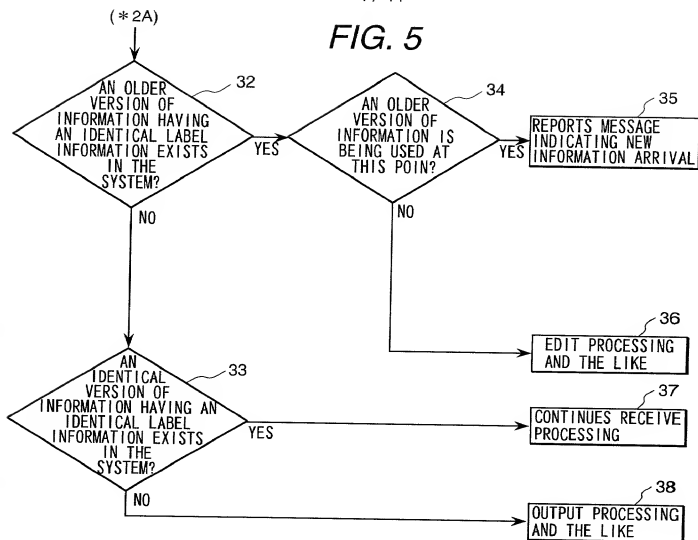 (*2A)
FIG. 5
32
AN OLDER
VERSION OF
INFORMATION HAVING
AN IDENTICAL LABEL
INFORMATION EXISTS
IN THE
SYSTEM?
YES
NO
34
AN OLDER
VERSION OF
INFORMATION IS
BEING USED AT
THIS POIN?
YES
NO
35
REPORTS MESSAGE
INDICATING NEW
INFORMATION ARRIVAL
36
EDIT PROCESSING
AND THE LIKE
33
AN
IDENTICAL
VERSION OF
INFORMATION HAVING AN
IDENTICAL LABEL
INFORMATION EXISTS
IN THE
SYSTEM?
YES
NO
37
CONTINUES RECEIVE
PROCESSING
38
OUTPUT PROCESSING
AND THE LIKE